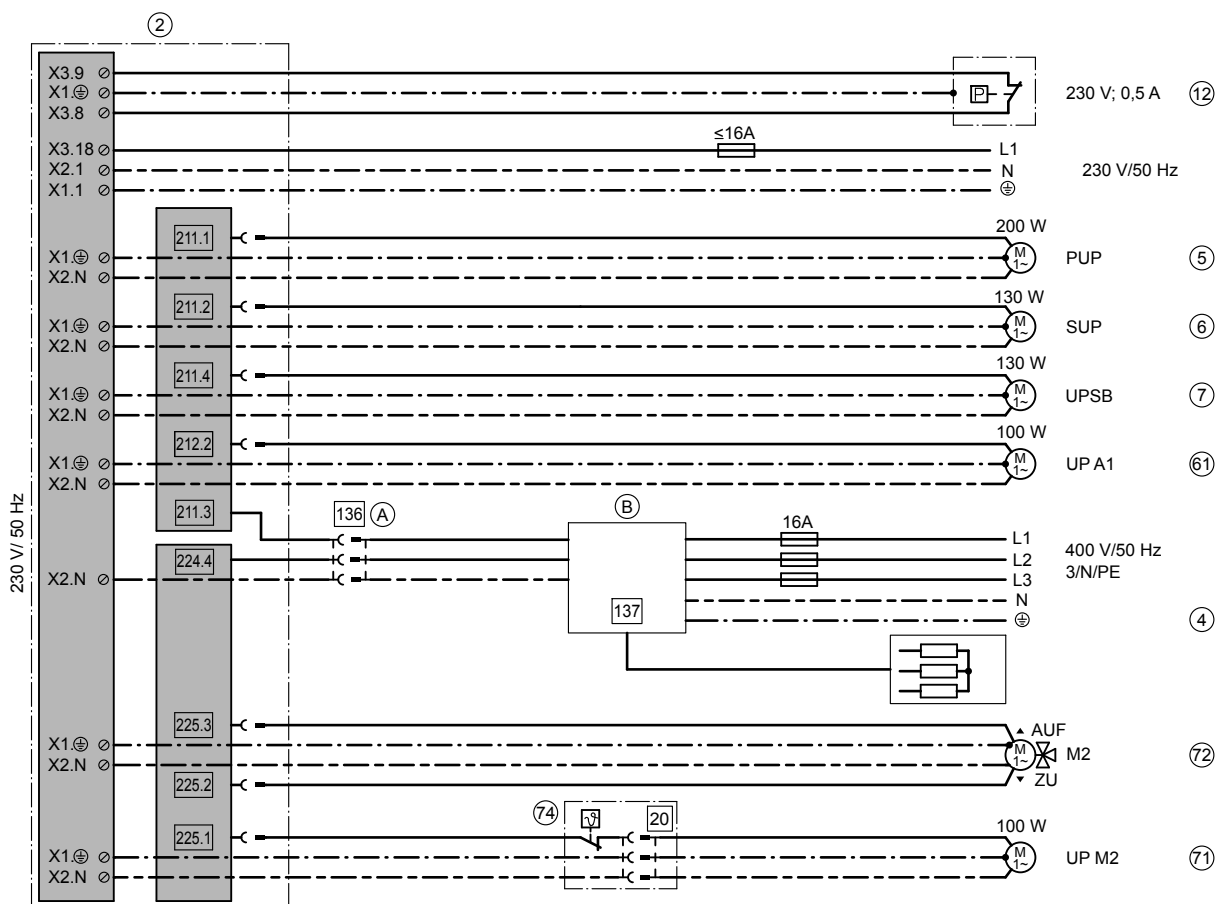 2
X3.9
X1.⏚
230 V; 0,5 A 12
P
X3.8
≤16A
X3.18 L1
X2.1 N 230 V/50 Hz
X1.1
200 W
211.1
X1.⏚ M 1~ PUP 5
X2.N
130 W
211.2
X1.⏚ M 1~ SUP 6
X2.N
130 W
211.4
X1.⏚ M 1~ UPSB 7
X2.N
100 W
212.2
X1.⏚ M 1~ UP A1 61
X2.N
211.3 136 A B 16A
L1
224.4 L2 400 V/50 Hz
X2.N L3 3/N/PE
N
137 4
230 V/ 50 Hz
225.3 AUF
X1.⏚ M 1~ M2 72
X2.N
225.2 ZU
74 ϑ 20
225.1 100 W
X1.⏚ M 1~ UP M2 71
X2.N